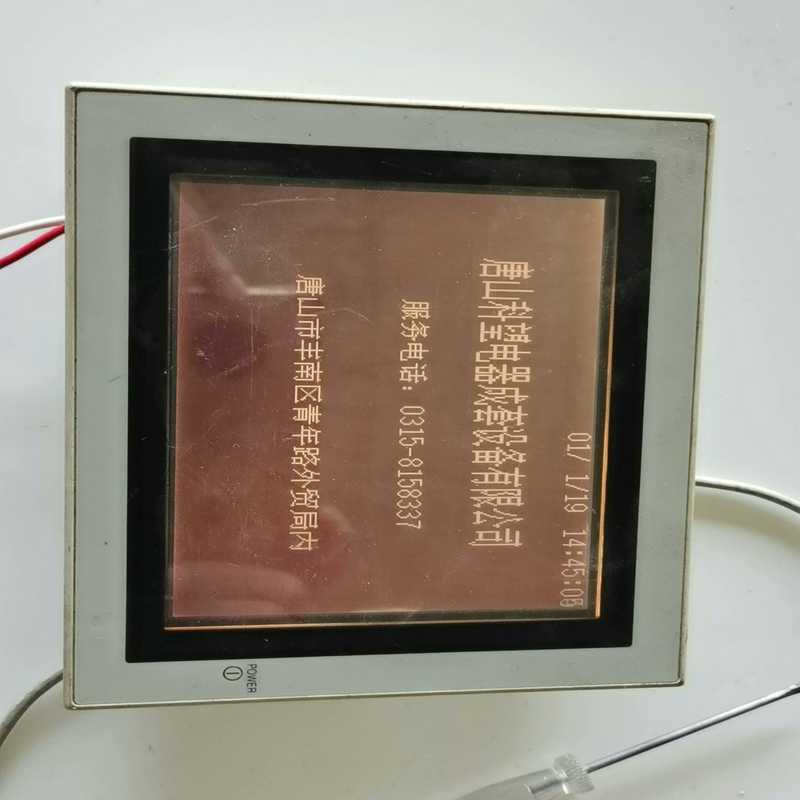 01/ 1/19 14:45:05
唐山科望电器成套设备有限公司
服务电话：0315-8158337
唐山市丰南区青年路外贸局内
POWER